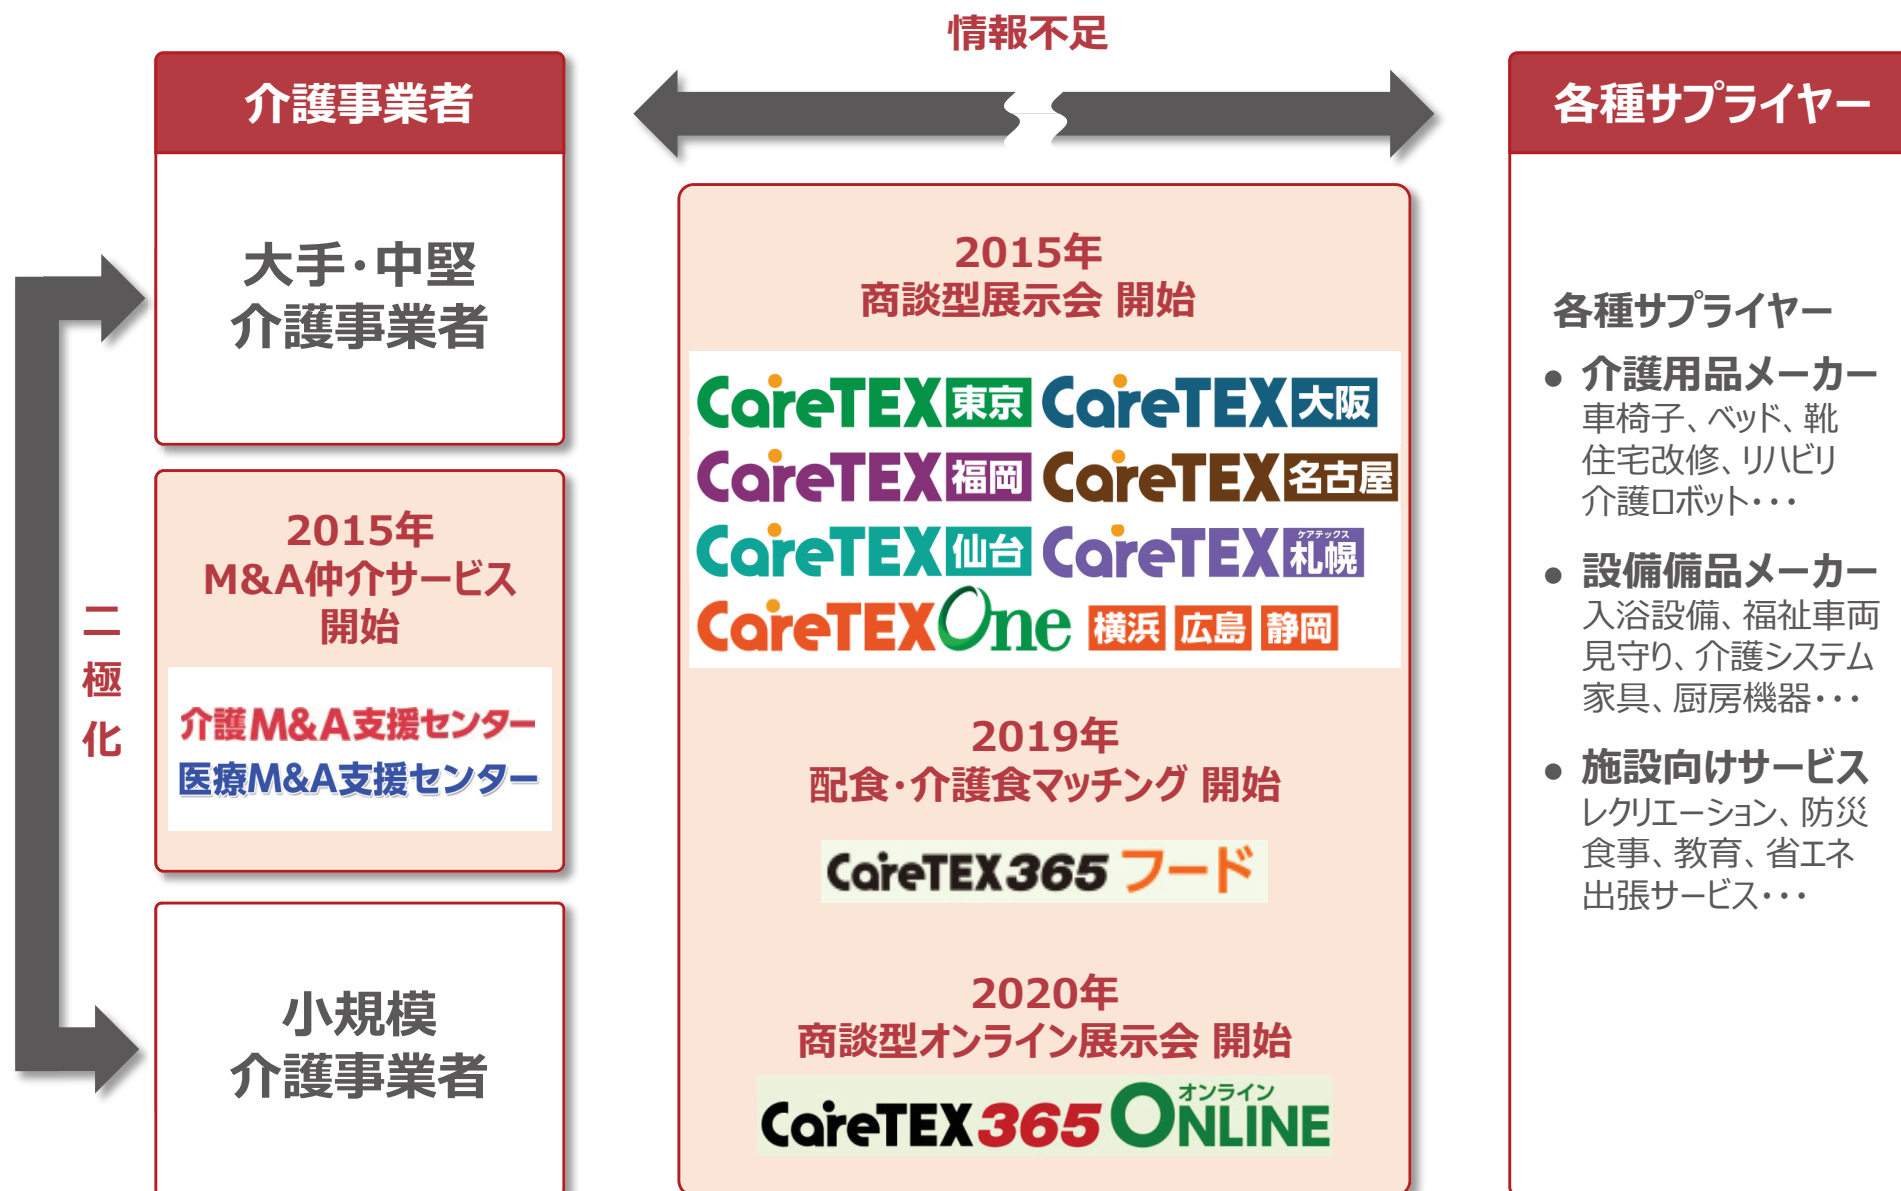 情報不足
介護事業者
大手・中堅
介護事業者
二極化
2015年
M&A仲介サービス
開始
介護M&A支援センター
医療M&A支援センター
小規模
介護事業者
2015年
商談型展示会 開始
CareTEX東京 CareTEX大阪
CareTEX福岡 CareTEX名古屋
ケアテックス
CareTEX仙台 CareTEX札幌
CareTEXOne 横浜 広島 静岡
2019年
配食・介護食マッチング 開始
CareTEX365 フード
2020年
商談型オンライン展示会 開始
オンライン
CareTEX365 ONLINE
各種サプライヤー
各種サプライヤー
● 介護用品メーカー
車椅子、ベッド、靴
住宅改修、リハビリ
介護ロボット・・・
● 設備備品メーカー
入浴設備、福祉車両
見守り、介護システム
家具、厨房機器・・・
● 施設向けサービス
レクリエーション、防災
食事、教育、省エネ
出張サービス・・・